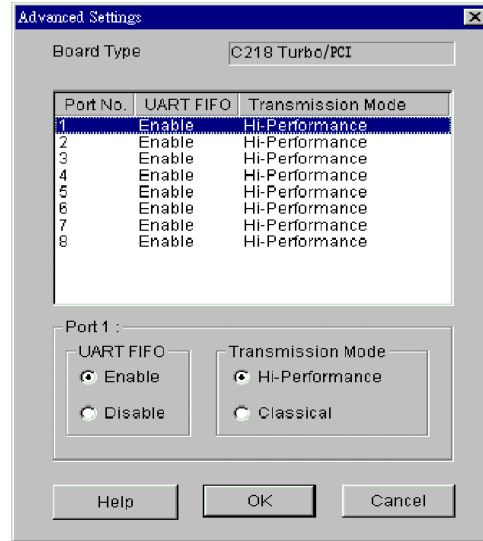 Advanced Settings
Board Type C218 Turbo/PCI
Port No. UART FIFO Transmission Mode
1 Enable Hi-Performance
2 Enable Hi-Performance
3 Enable Hi-Performance
4 Enable Hi-Performance
5 Enable Hi-Performance
6 Enable Hi-Performance
7 Enable Hi-Performance
8 Enable Hi-Performance
Port 1 :
UART FIFO Transmission Mode
Enable Hi-Performance
Disable Classical
Help OK Cancel